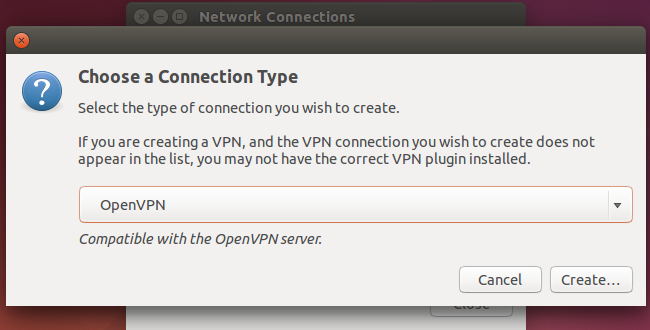 Network Connections
Choose a Connection Type
Select the type of connection you wish to create.
If you are creating a VPN, and the VPN connection you wish to create does not
appear in the list, you may not have the correct VPN plugin installed.
OpenVPN
Compatible with the OpenVPN server.
Cancel
Create...
Close